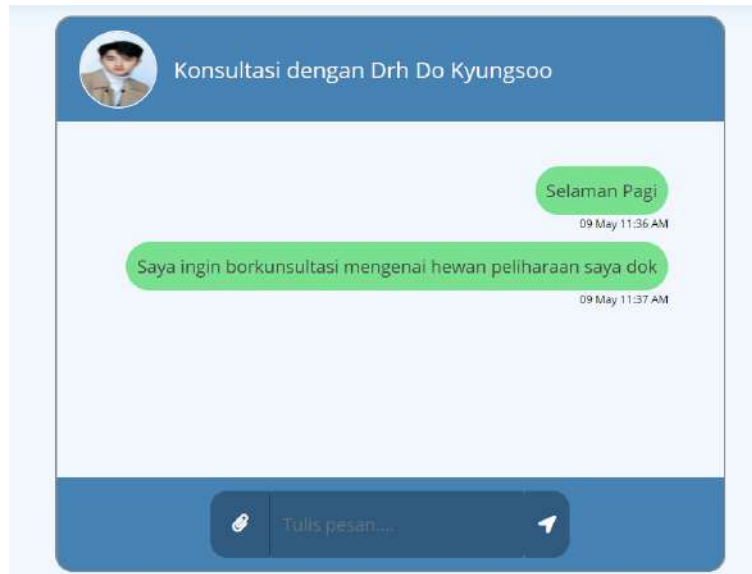 Konsultasi dengan Drh Do Kyungsoo
Selaman Pagi
09 May 11:36 AM
Saya ingin borkunsultasi mengenai hewan peliharaan saya dok
09 May 11:37 AM
Tulis pesan....